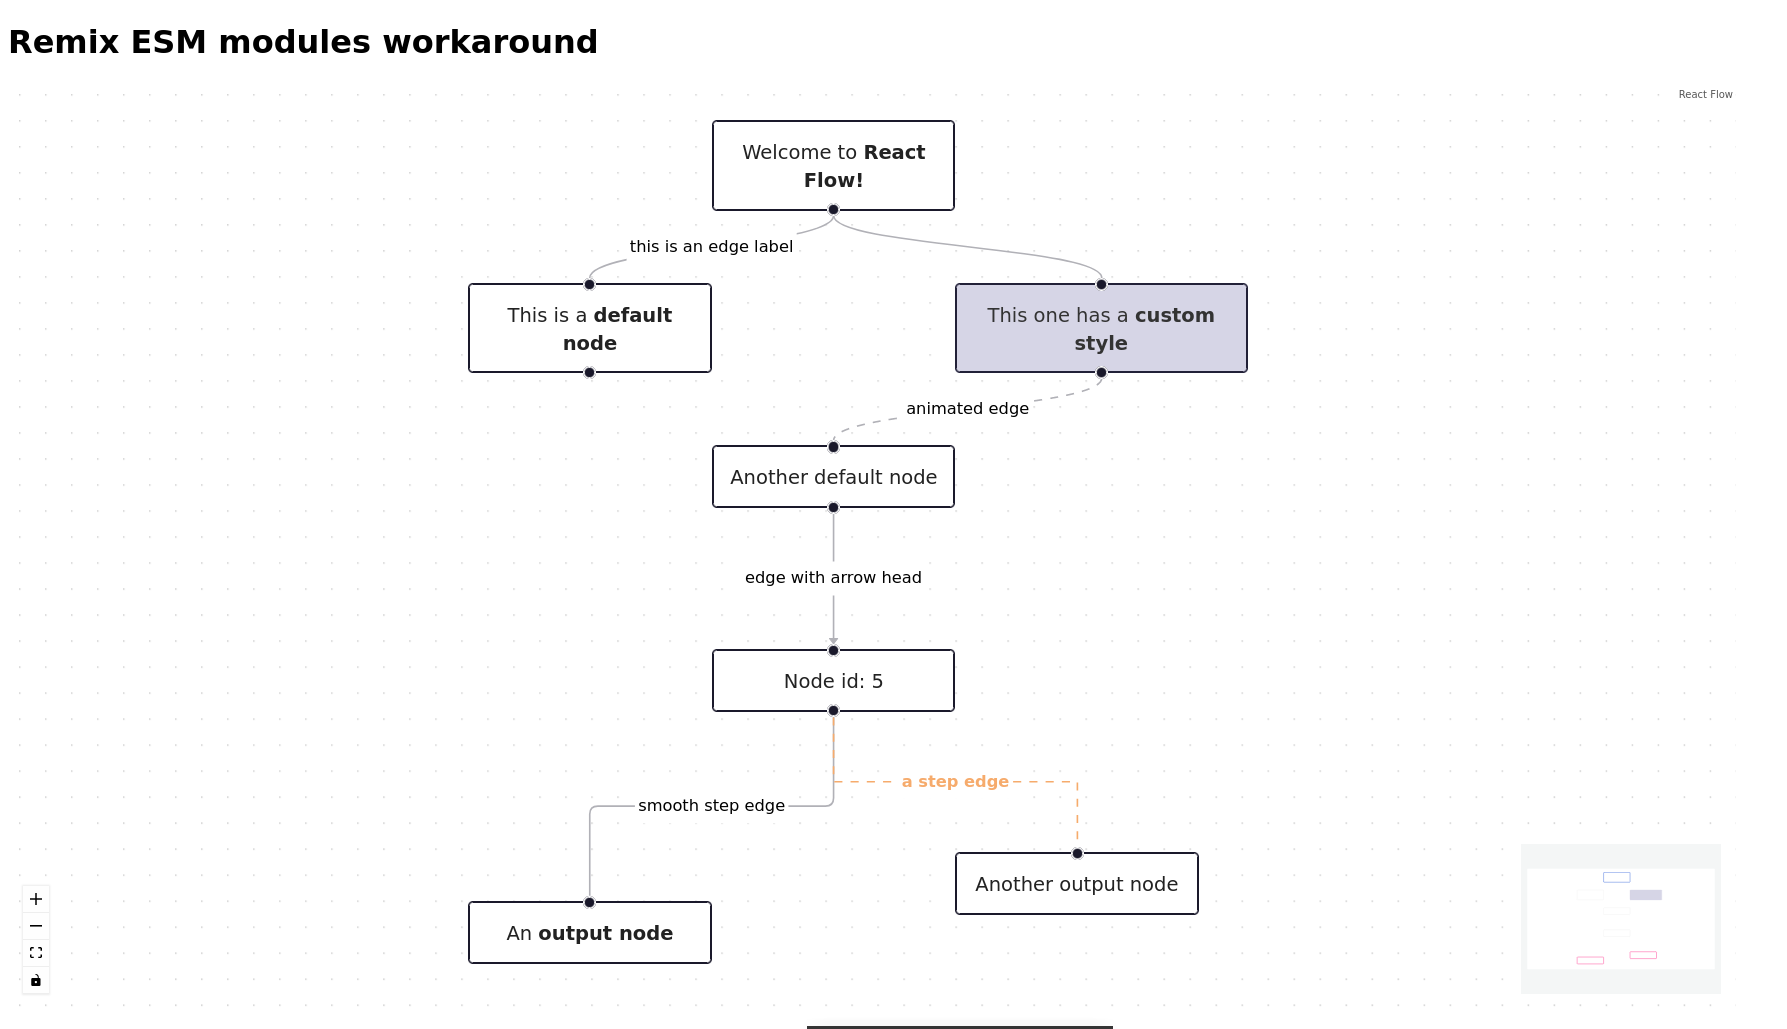 Remix ESM modules workaround
React Flow
Welcome to React
Flow!
this is an edge label
This is a default
node
This one has a custom
style
animated edge
Another default node
edge with arrow head
Node id: 5
a step edge
smooth step edge
Another output node
An output node